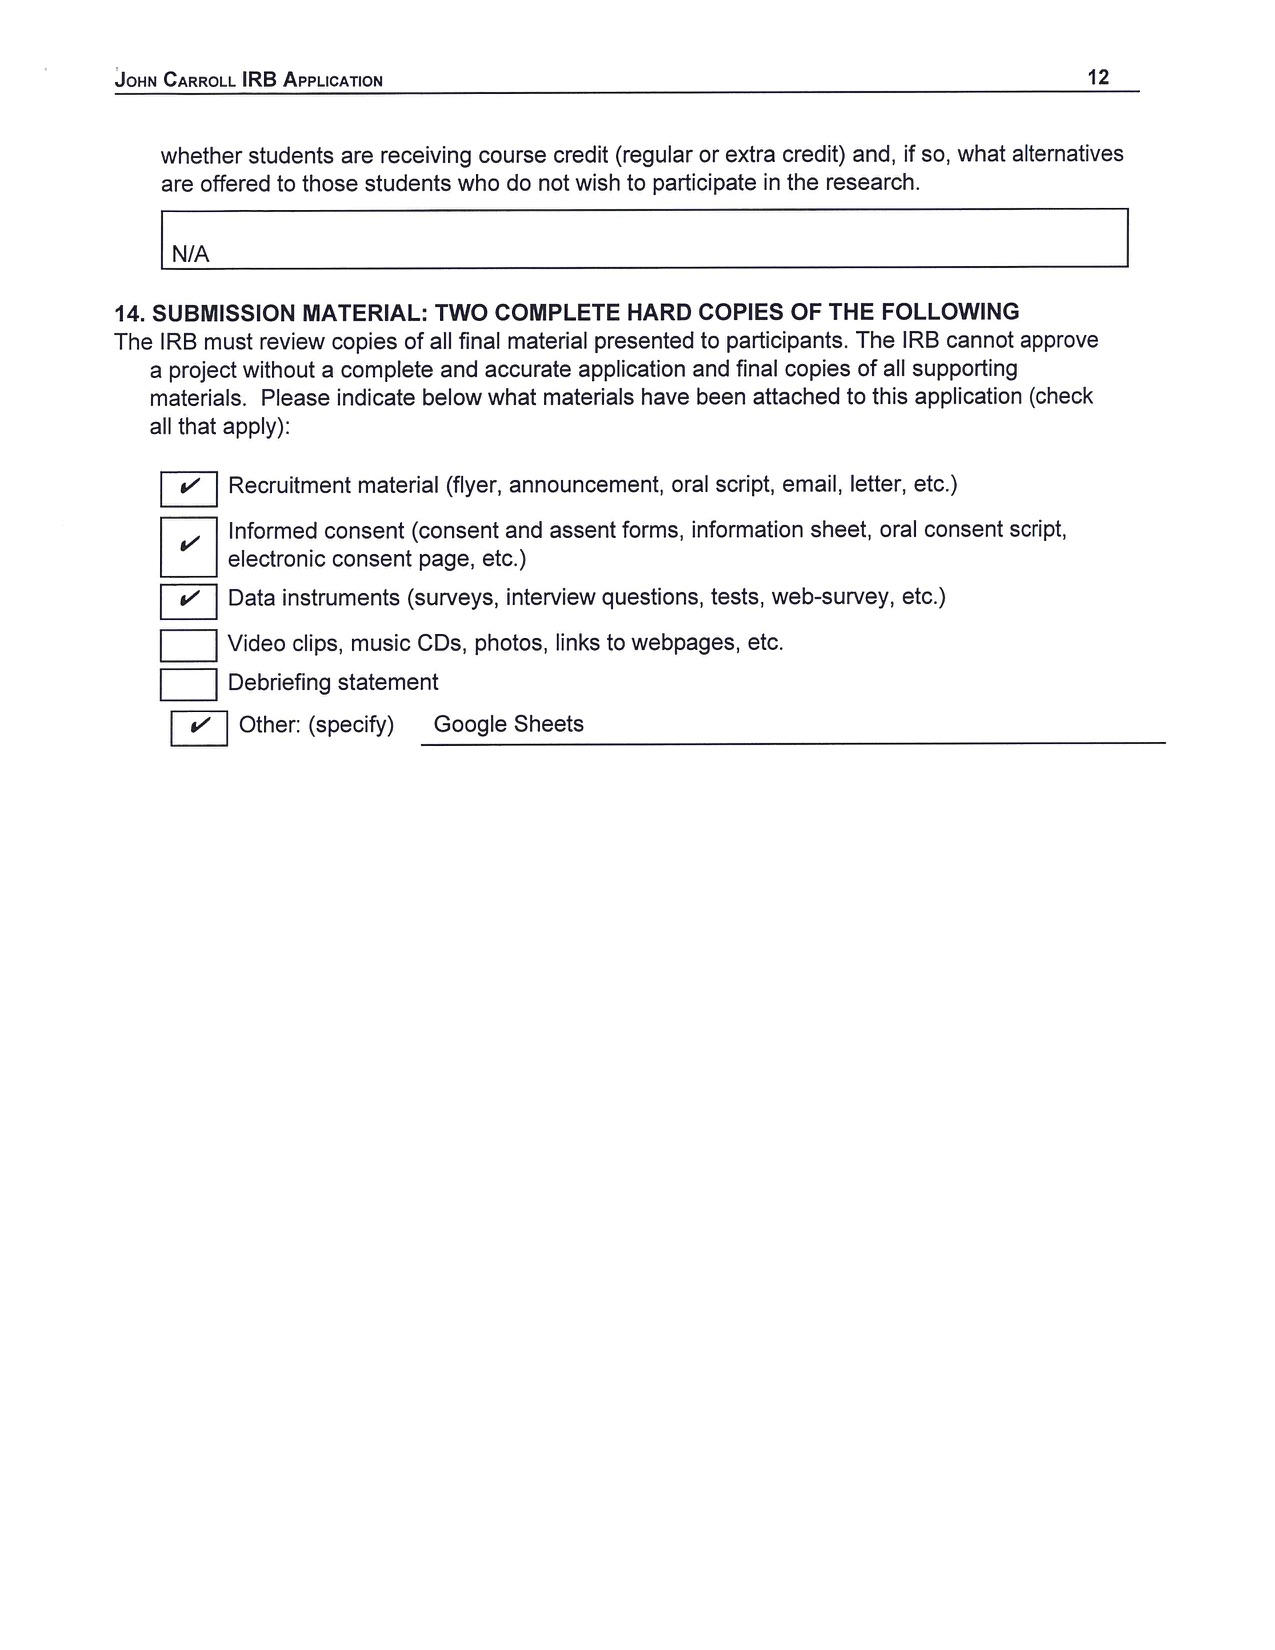 JOHN CARROLL IRB APPLICATION 12
whether students are receiving course credit (regular or extra credit) and, if so, what alternatives
are offered to those students who do not wish to participate in the research.
N/A
14. SUBMISSION MATERIAL: TWO COMPLETE HARD COPIES OF THE FOLLOWING
The IRB must review copies of all final material presented to participants. The IRB cannot approve
a project without a complete and accurate application and final copies of all supporting
materials.  Please indicate below what materials have been attached to this application (check
all that apply):
✔ Recruitment material (flyer, announcement, oral script, email, letter, etc.)
✔ Informed consent (consent and assent forms, information sheet, oral consent script,
electronic consent page, etc.)
✔ Data instruments (surveys, interview questions, tests, web-survey, etc.)
Video clips, music CDs, photos, links to webpages, etc.
Debriefing statement
✔ Other: (specify) Google Sheets